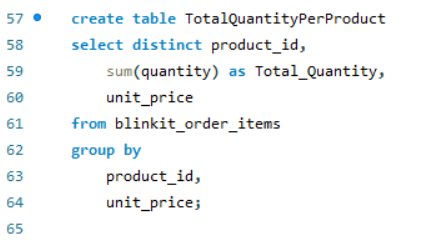 57 create table TotalQuantityPerProduct
58 select distinct product_id,
59 sum(quantity) as Total_Quantity,
60 unit_price
61 from blinkit_order_items
62 group by
63 product_id,
64 unit_price;
65